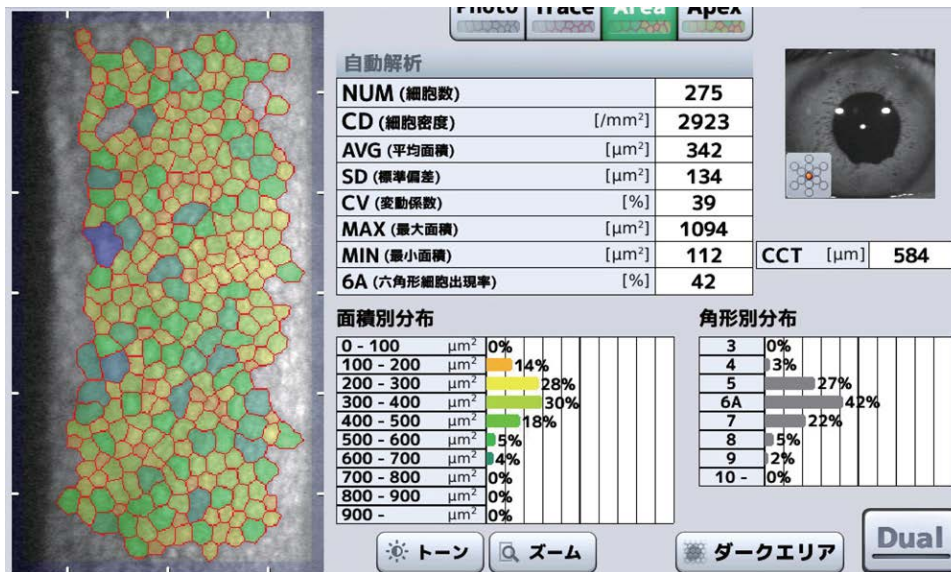 Photo Trace Area Apex
自動解析
NUM (細胞数) 275
CD (細胞密度) [/mm²] 2923
AVG (平均面積) [μm²] 342
SD (標準偏差) [μm²] 134
CV (変動係数) [%] 39
MAX (最大面積) [μm²] 1094
MIN (最小面積) [μm²] 112
6A (六角形細胞出現率) [%] 42
CCT [μm] 584
面積別分布
0 - 100 μm² 0%
100 - 200 μm² 14%
200 - 300 μm² 28%
300 - 400 μm² 30%
400 - 500 μm² 18%
500 - 600 μm² 5%
600 - 700 μm² 4%
700 - 800 μm² 0%
800 - 900 μm² 0%
900 - μm² 0%
角形別分布
3 0%
4 3%
5 27%
6A 42%
7 22%
8 5%
9 2%
10 - 0%
トーン
ズーム
ダークエリア
Dual